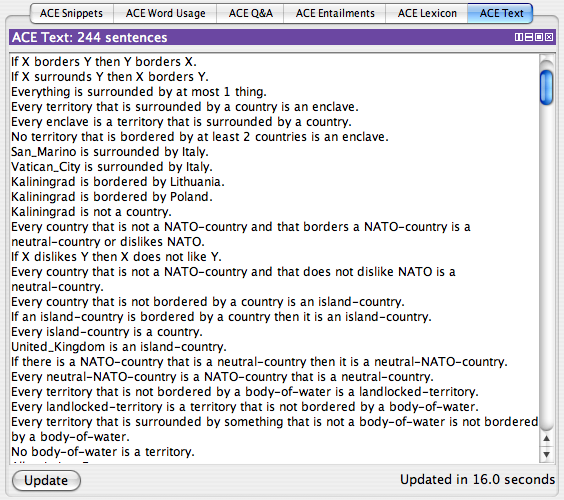 ACE Snippets ACE Word Usage ACE Q&A ACE Entailments ACE Lexicon ACE Text
ACE Text: 244 sentences
If X borders Y then Y borders X.
If X surrounds Y then X borders Y.
Everything is surrounded by at most 1 thing.
Every territory that is surrounded by a country is an enclave.
Every enclave is a territory that is surrounded by a country.
No territory that is bordered by at least 2 countries is an enclave.
San_Marino is surrounded by Italy.
Vatican_City is surrounded by Italy.
Kaliningrad is bordered by Lithuania.
Kaliningrad is bordered by Poland.
Kaliningrad is not a country.
Every country that is not a NATO-country and that borders a NATO-country is a
neutral-country or dislikes NATO.
If X dislikes Y then X does not like Y.
Every country that is not a NATO-country and that does not dislike NATO is a
neutral-country.
Every country that is not bordered by a country is an island-country.
If an island-country is bordered by a country then it is an island-country.
Every island-country is a country.
United_Kingdom is an island-country.
If there is a NATO-country that is a neutral-country then it is a neutral-NATO-country.
Every neutral-NATO-country is a NATO-country that is a neutral-country.
Every territory that is not bordered by a body-of-water is a landlocked-territory.
Every landlocked-territory is a territory that is not bordered by a body-of-water.
Every territory that is surrounded by something that is not a body-of-water is not bordered
by a body-of-water.
No body-of-water is a territory.
Update Updated in 16.0 seconds